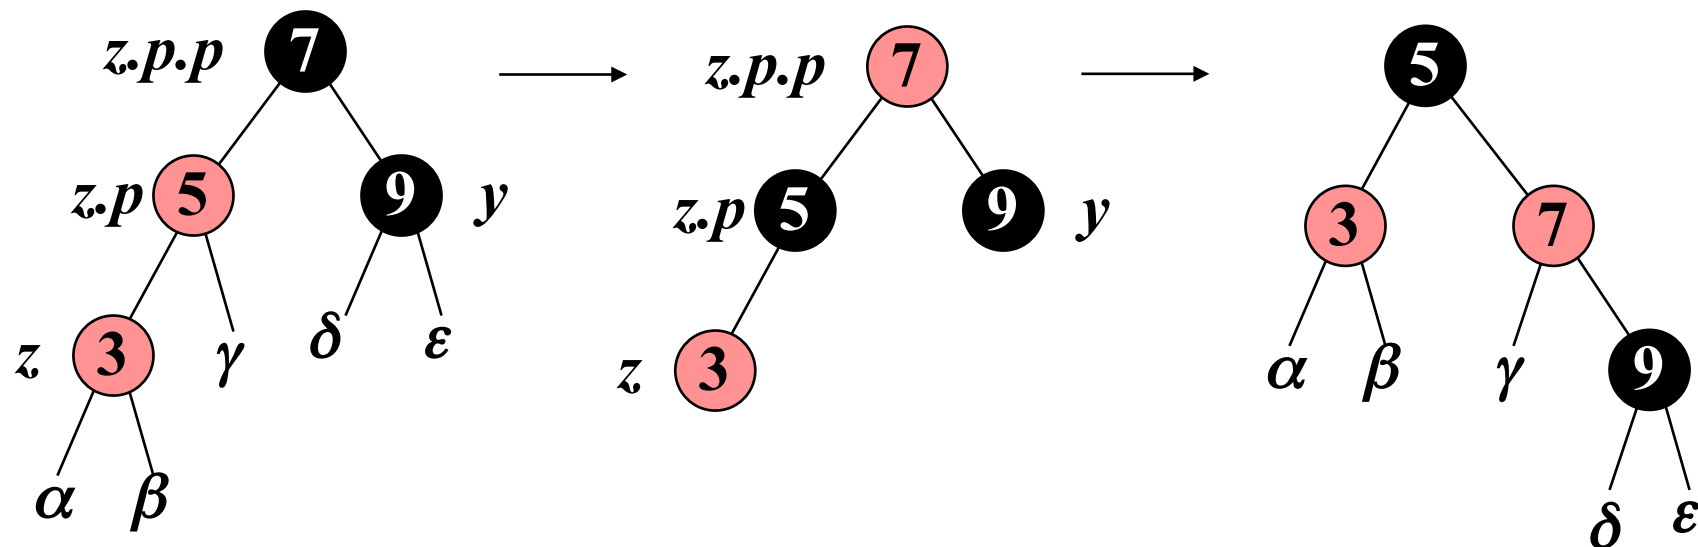 z.p.p 7
z.p 5 9 y
z 3 γ δ ε
α β
z.p.p 7
z.p 5 9 y
z 3
5
3 7
α β γ 9
δ ε